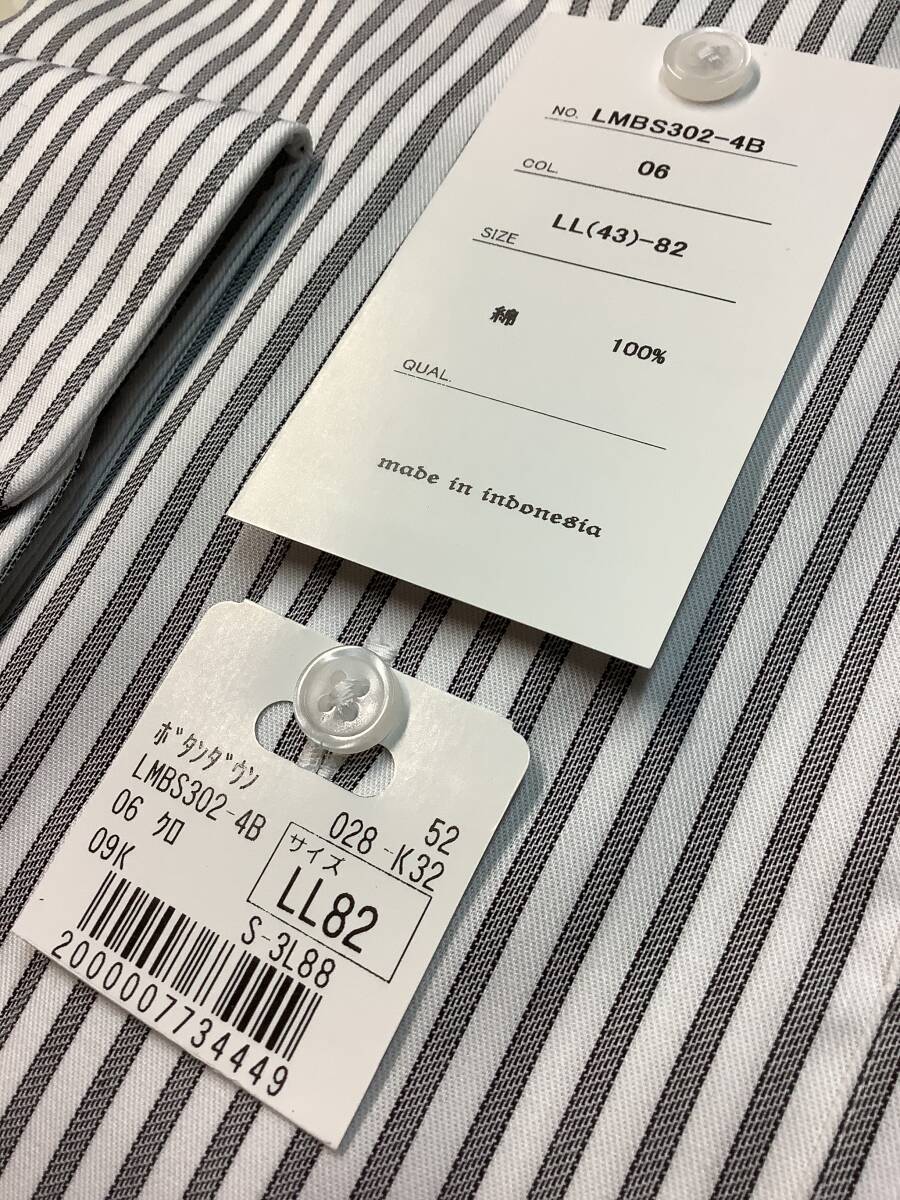 NO. LMBS302-4B
COL. 06
SIZE LL(43)-82
綿 100%
QUAL.
made in indonesia
ﾎﾞﾀﾝﾀﾞｳﾝ
LMBS302-4B 52
06 ｸﾛ 028-K32
09K
サイズ
LL82
S-3L88
2000007734449